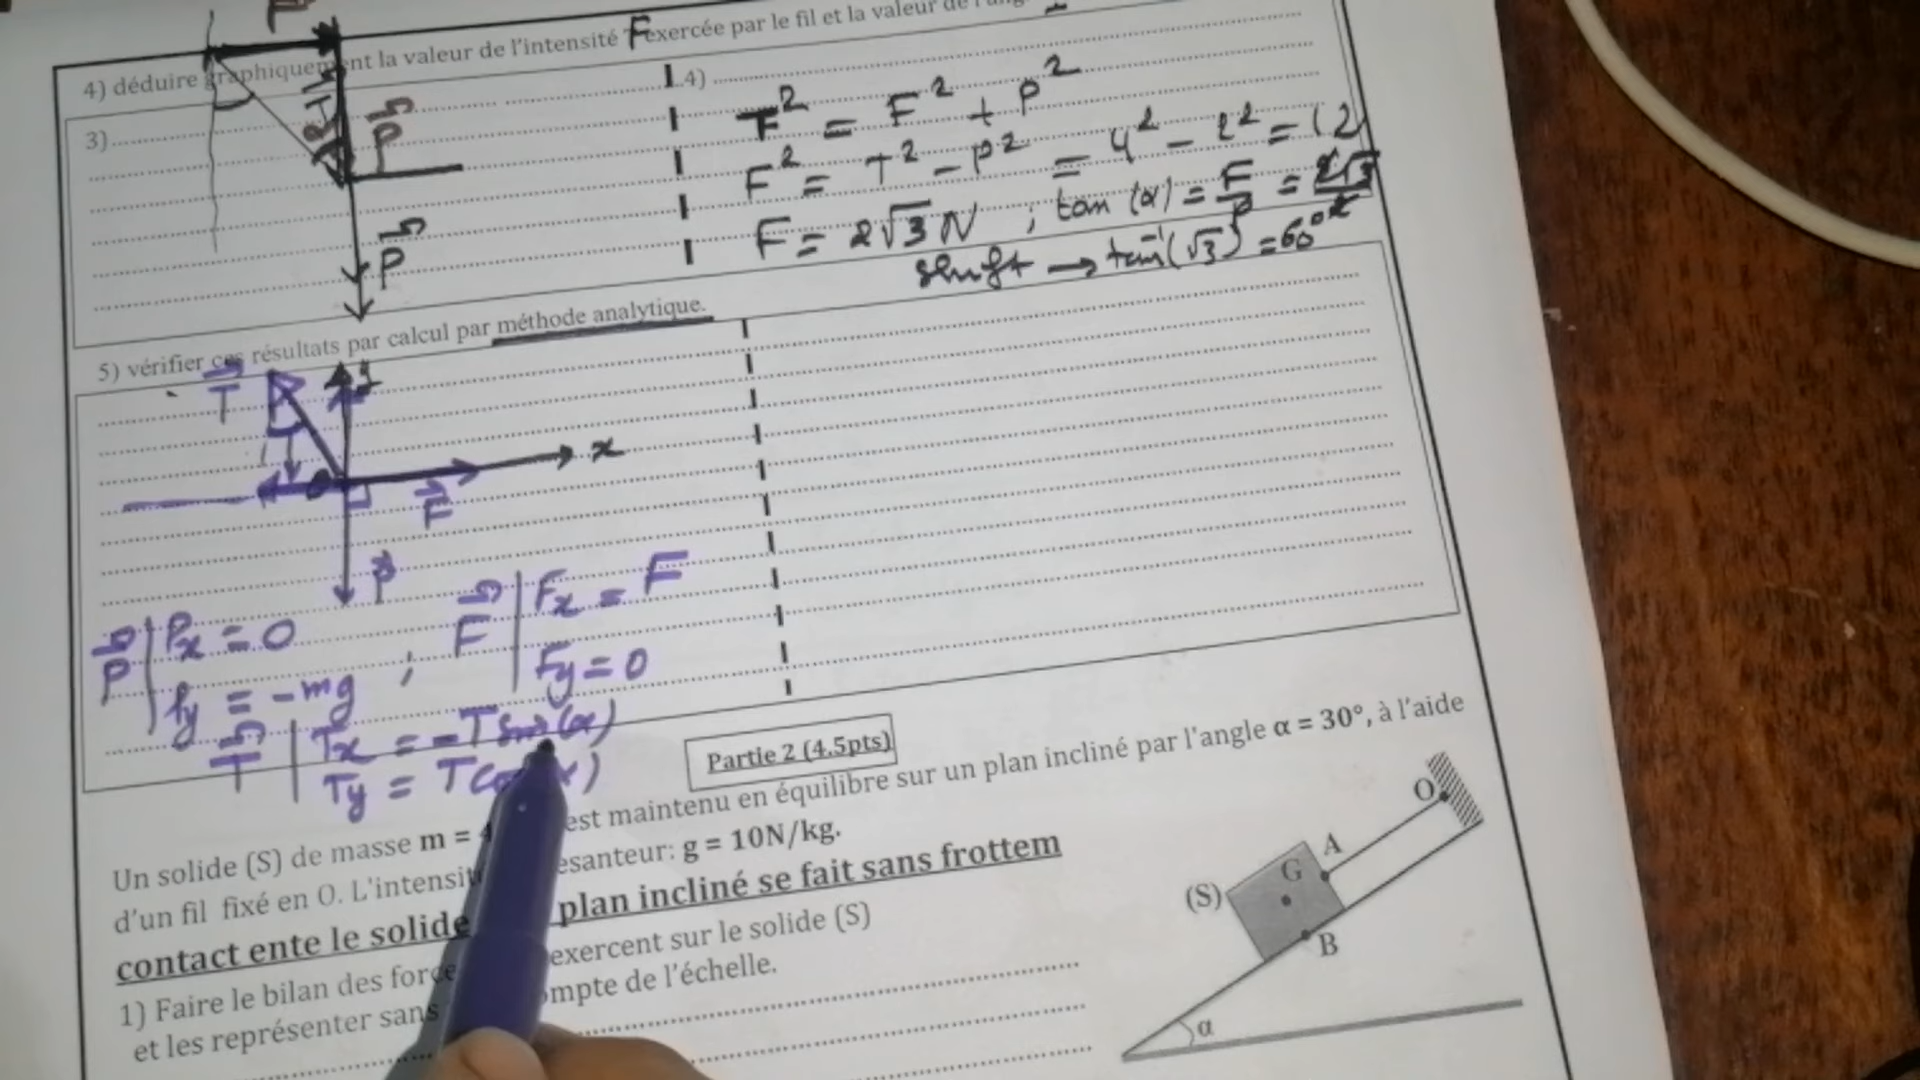 F
4) déduire graphiquement la valeur de l'intensité F exercée par le fil et la valeur de
3)
4)
T² = F² + P²
F² = T² - P² = 4² - 2² = 12
F = 2√3 N ; tan(α) = F/P = 2√3/2
shift → tan⁻¹(√3) = 60°
P
P
5) vérifier ces résultats par calcul par méthode analytique.
T
y
x
F
P
P | Px = 0 ; F | Fx = F
Py = -mg Fy = 0
T | Tx = -T sin(α)
Ty = T
Partie 2 (4.5pts)
Un solide (S) de masse m = est maintenu en équilibre sur un plan incliné par l'angle α = 30°, à l'aide
d'un fil fixé en O. L'intensité g = 10N/kg.
contact ente le solide plan incliné se fait sans frottem
1) Faire le bilan des exercent sur le solide (S)
et les représenter sans compte de l'échelle.
O
A
G
(S)
B
α